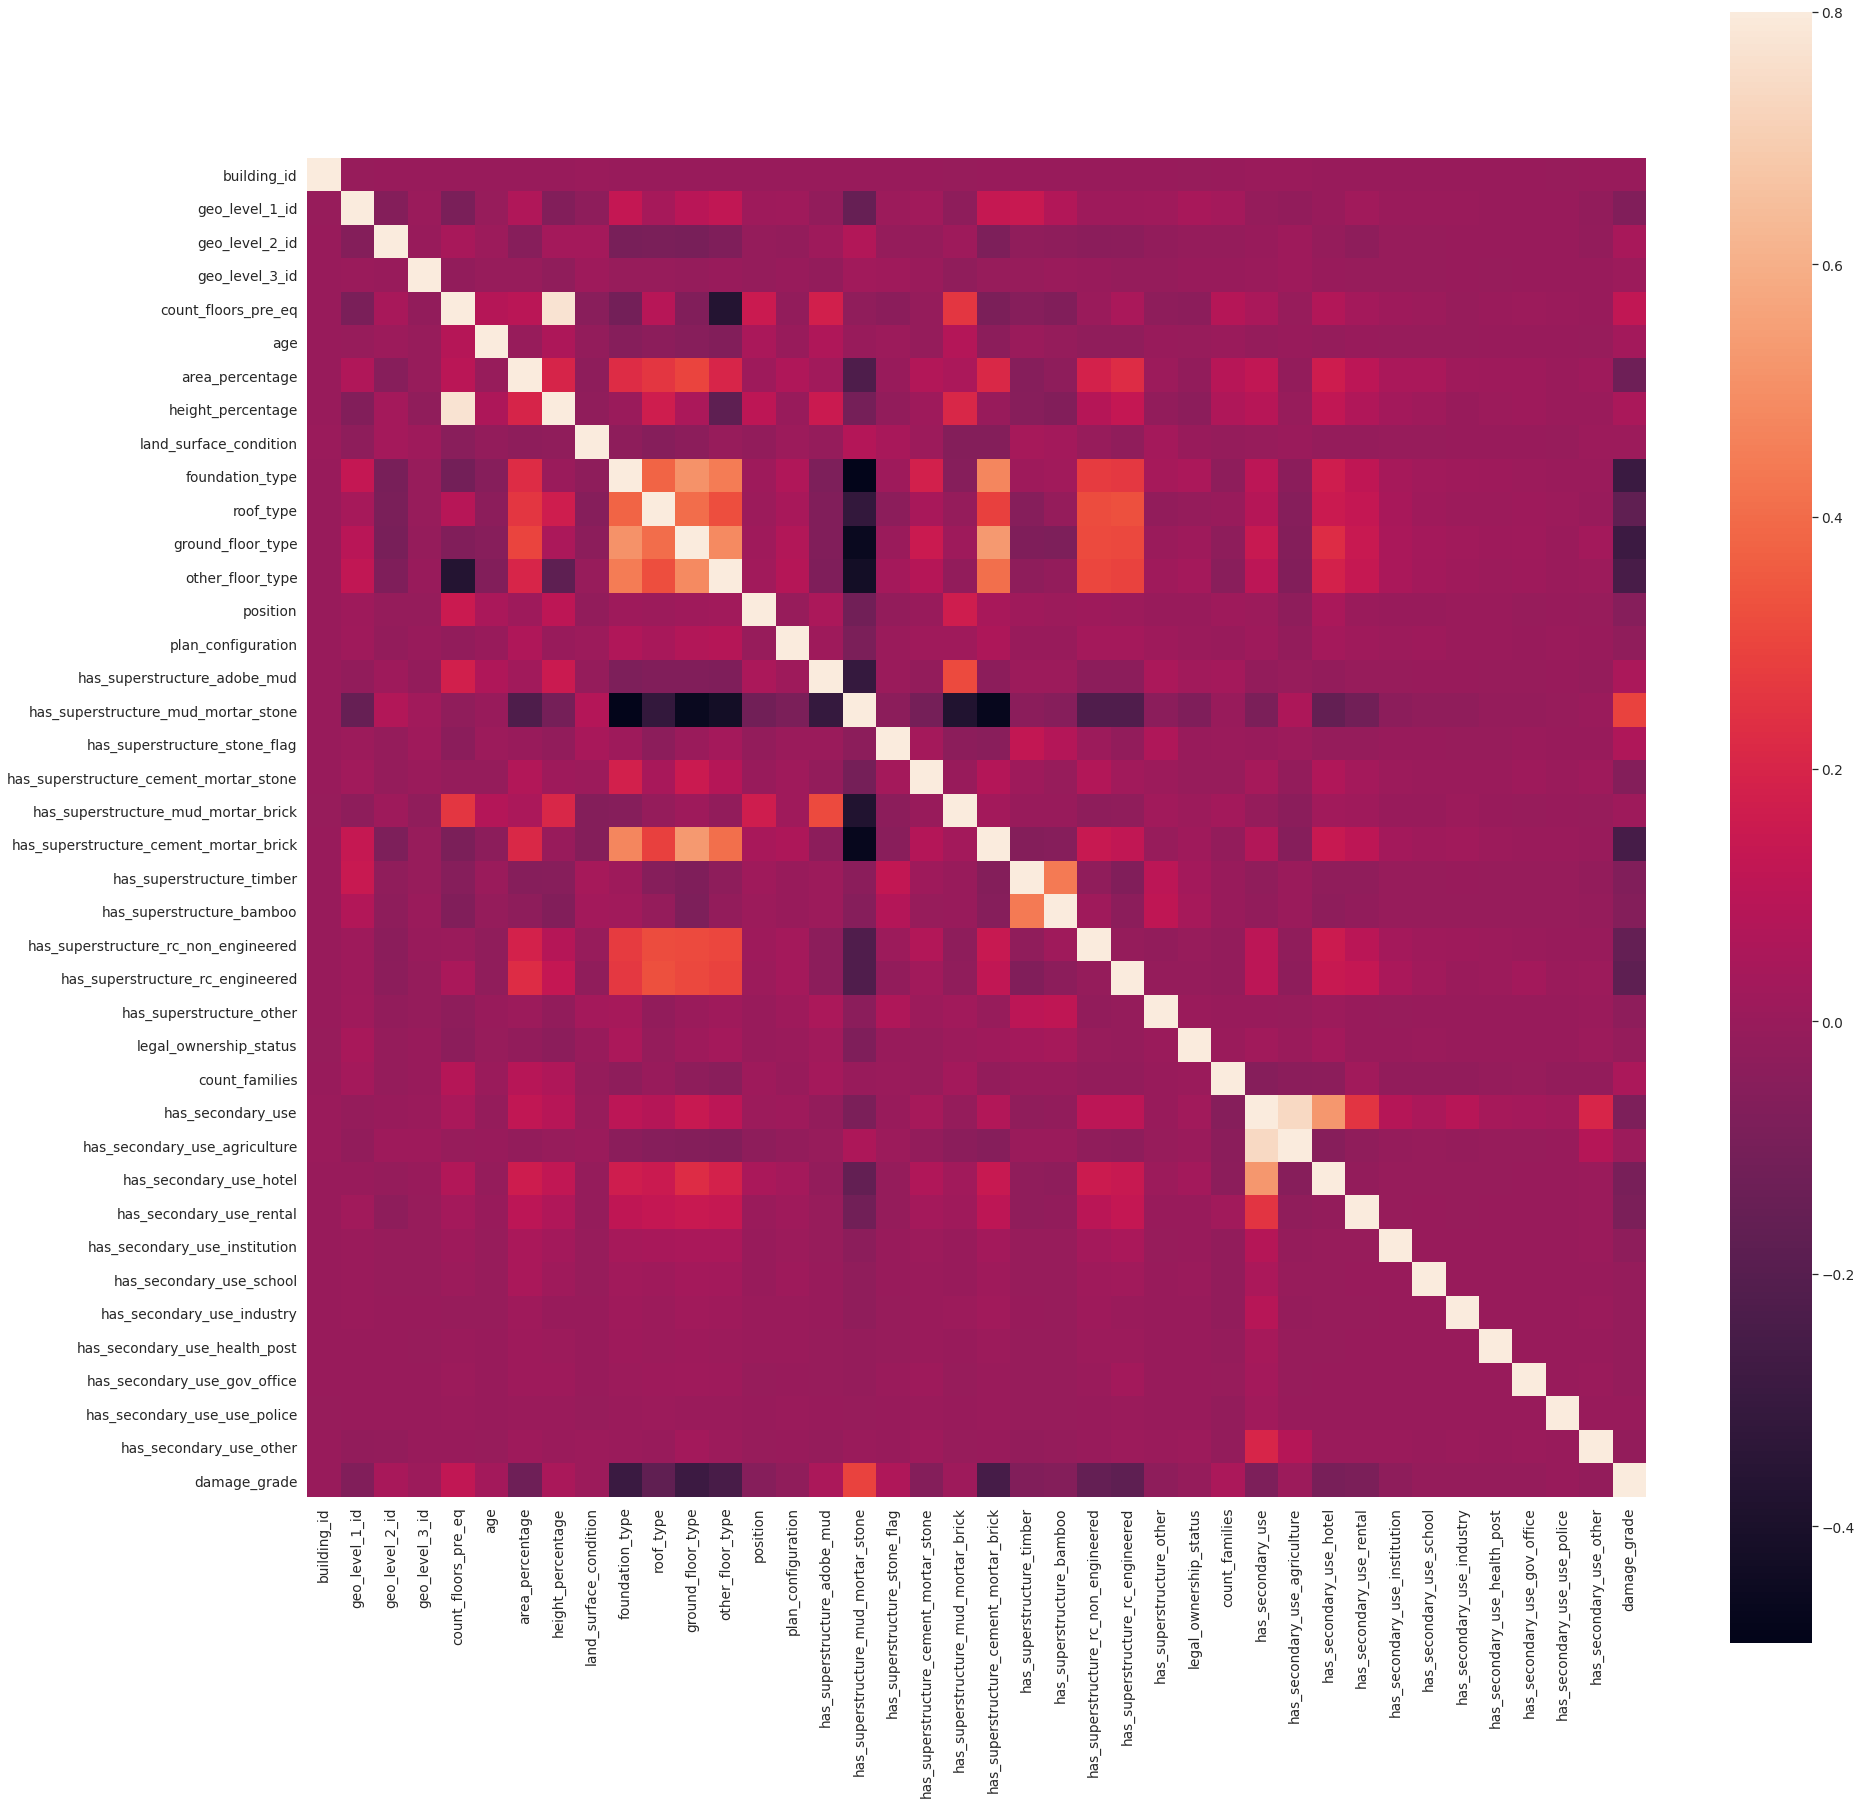 building_id
geo_level_1_id
geo_level_2_id
geo_level_3_id
count_floors_pre_eq
age
area_percentage
height_percentage
land_surface_condition
foundation_type
roof_type
ground_floor_type
other_floor_type
position
plan_configuration
has_superstructure_adobe_mud
has_superstructure_mud_mortar_stone
has_superstructure_stone_flag
has_superstructure_cement_mortar_stone
has_superstructure_mud_mortar_brick
has_superstructure_cement_mortar_brick
has_superstructure_timber
has_superstructure_bamboo
has_superstructure_rc_non_engineered
has_superstructure_rc_engineered
has_superstructure_other
legal_ownership_status
count_families
has_secondary_use
has_secondary_use_agriculture
has_secondary_use_hotel
has_secondary_use_rental
has_secondary_use_institution
has_secondary_use_school
has_secondary_use_industry
has_secondary_use_health_post
has_secondary_use_gov_office
has_secondary_use_use_police
has_secondary_use_other
damage_grade
building_id
geo_level_1_id
geo_level_2_id
geo_level_3_id
count_floors_pre_eq
age
area_percentage
height_percentage
land_surface_condition
foundation_type
roof_type
ground_floor_type
other_floor_type
position
plan_configuration
has_superstructure_adobe_mud
has_superstructure_mud_mortar_stone
has_superstructure_stone_flag
has_superstructure_cement_mortar_stone
has_superstructure_mud_mortar_brick
has_superstructure_cement_mortar_brick
has_superstructure_timber
has_superstructure_bamboo
has_superstructure_rc_non_engineered
has_superstructure_rc_engineered
has_superstructure_other
legal_ownership_status
count_families
has_secondary_use
has_secondary_use_agriculture
has_secondary_use_hotel
has_secondary_use_rental
has_secondary_use_institution
has_secondary_use_school
has_secondary_use_industry
has_secondary_use_health_post
has_secondary_use_gov_office
has_secondary_use_use_police
has_secondary_use_other
damage_grade
0.8
0.6
0.4
0.2
0.0
−0.2
−0.4